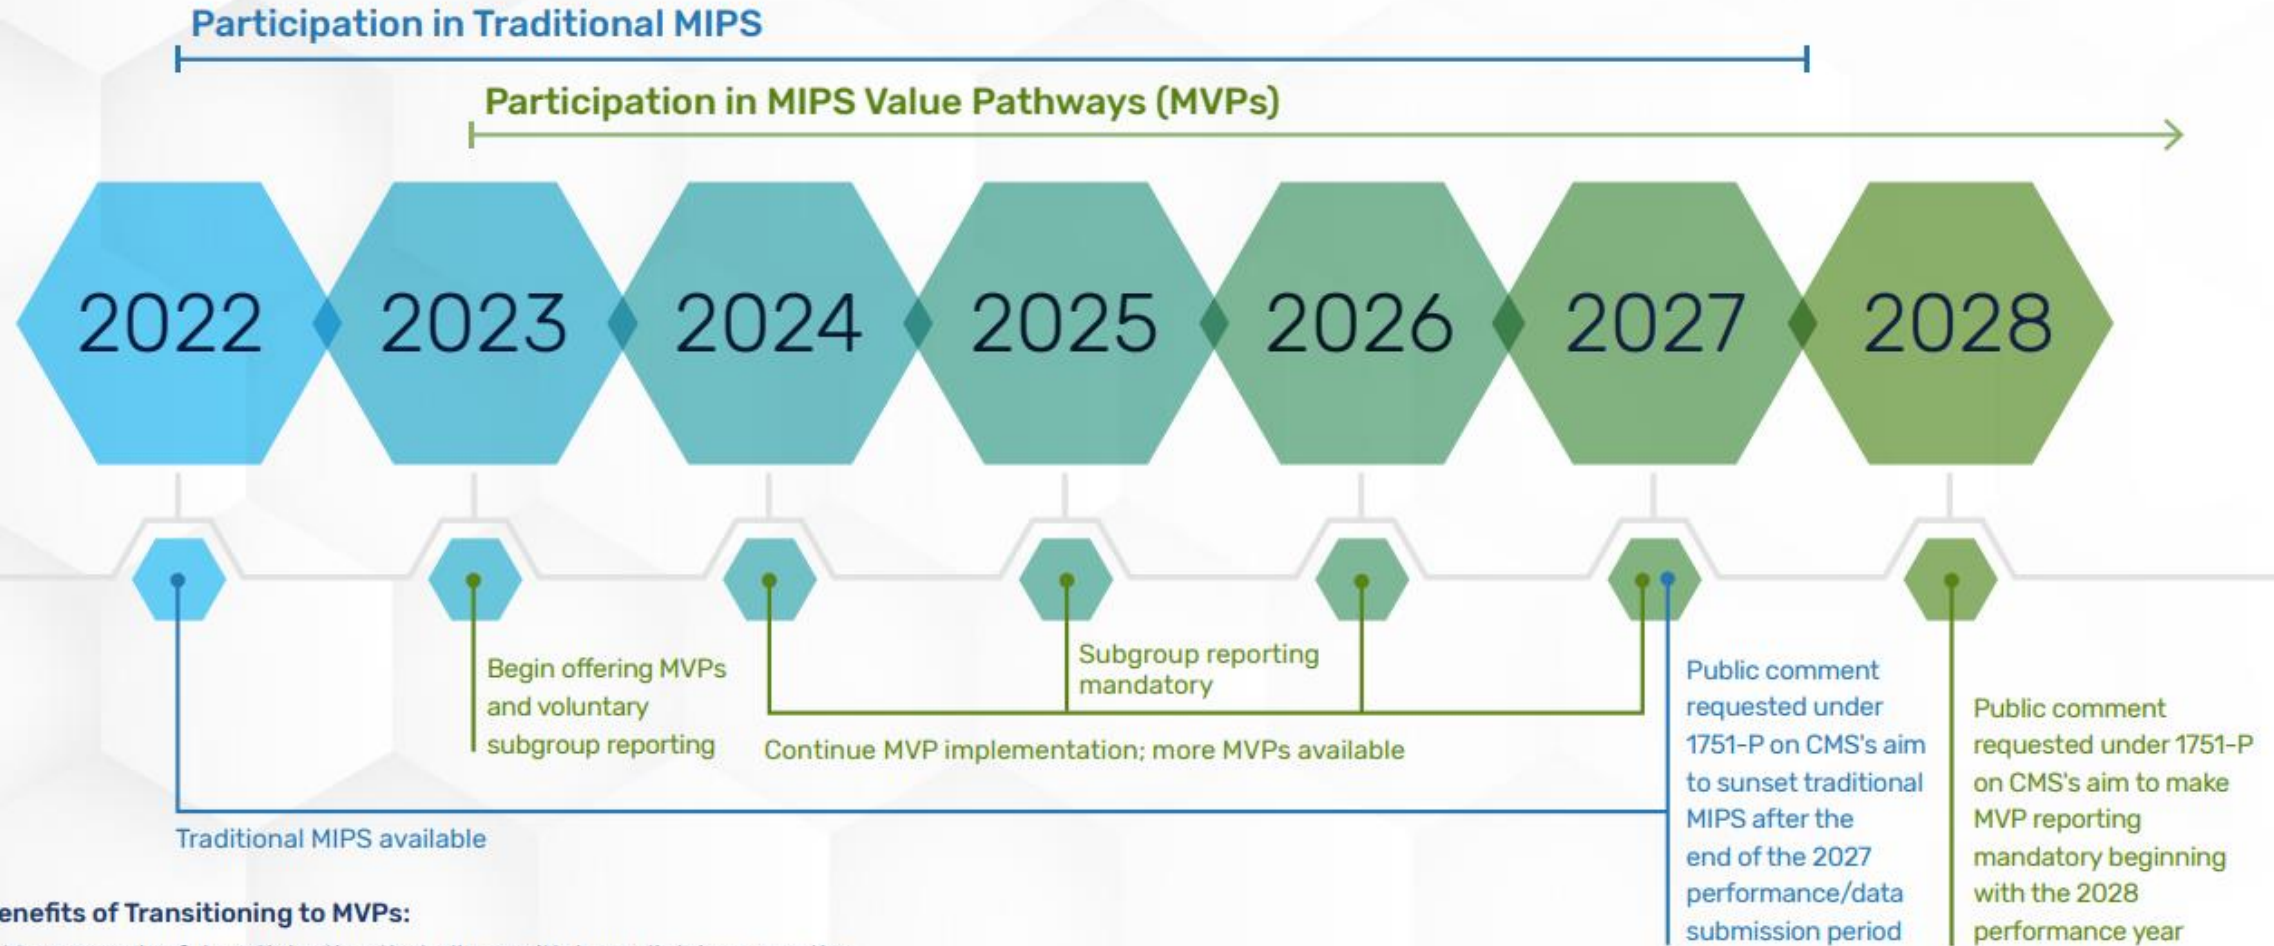 Participation in Traditional MIPS
Participation in MIPS Value Pathways (MVPs)
2022
2023
2024
2025
2026
2027
2028
Begin offering MVPs
and voluntary
subgroup reporting
Subgroup reporting
mandatory
Continue MVP implementation; more MVPs available
Traditional MIPS available
Public comment
requested under
1751-P on CMS's aim
to sunset traditional
MIPS after the
end of the 2027
performance/data
submission period
Public comment
requested under 1751-P
on CMS's aim to make
MVP reporting
mandatory beginning
with the 2028
performance year
enefits of Transitioning to MVPs: